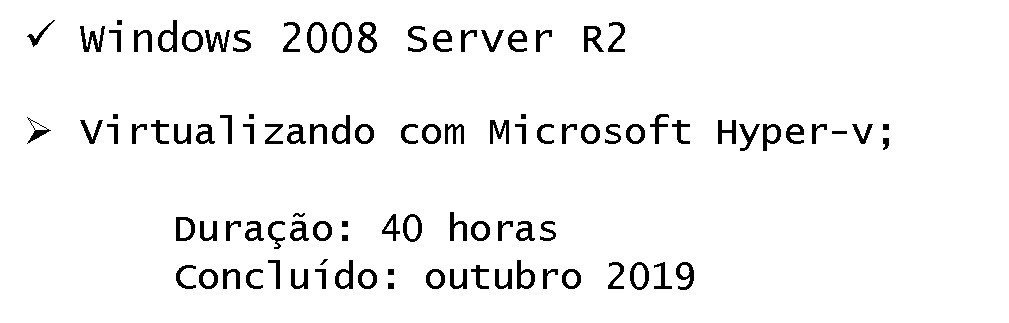 ✓ Windows 2008 Server R2
➢ Virtualizando com Microsoft Hyper-v;
Duração: 40 horas
Concluído: outubro 2019